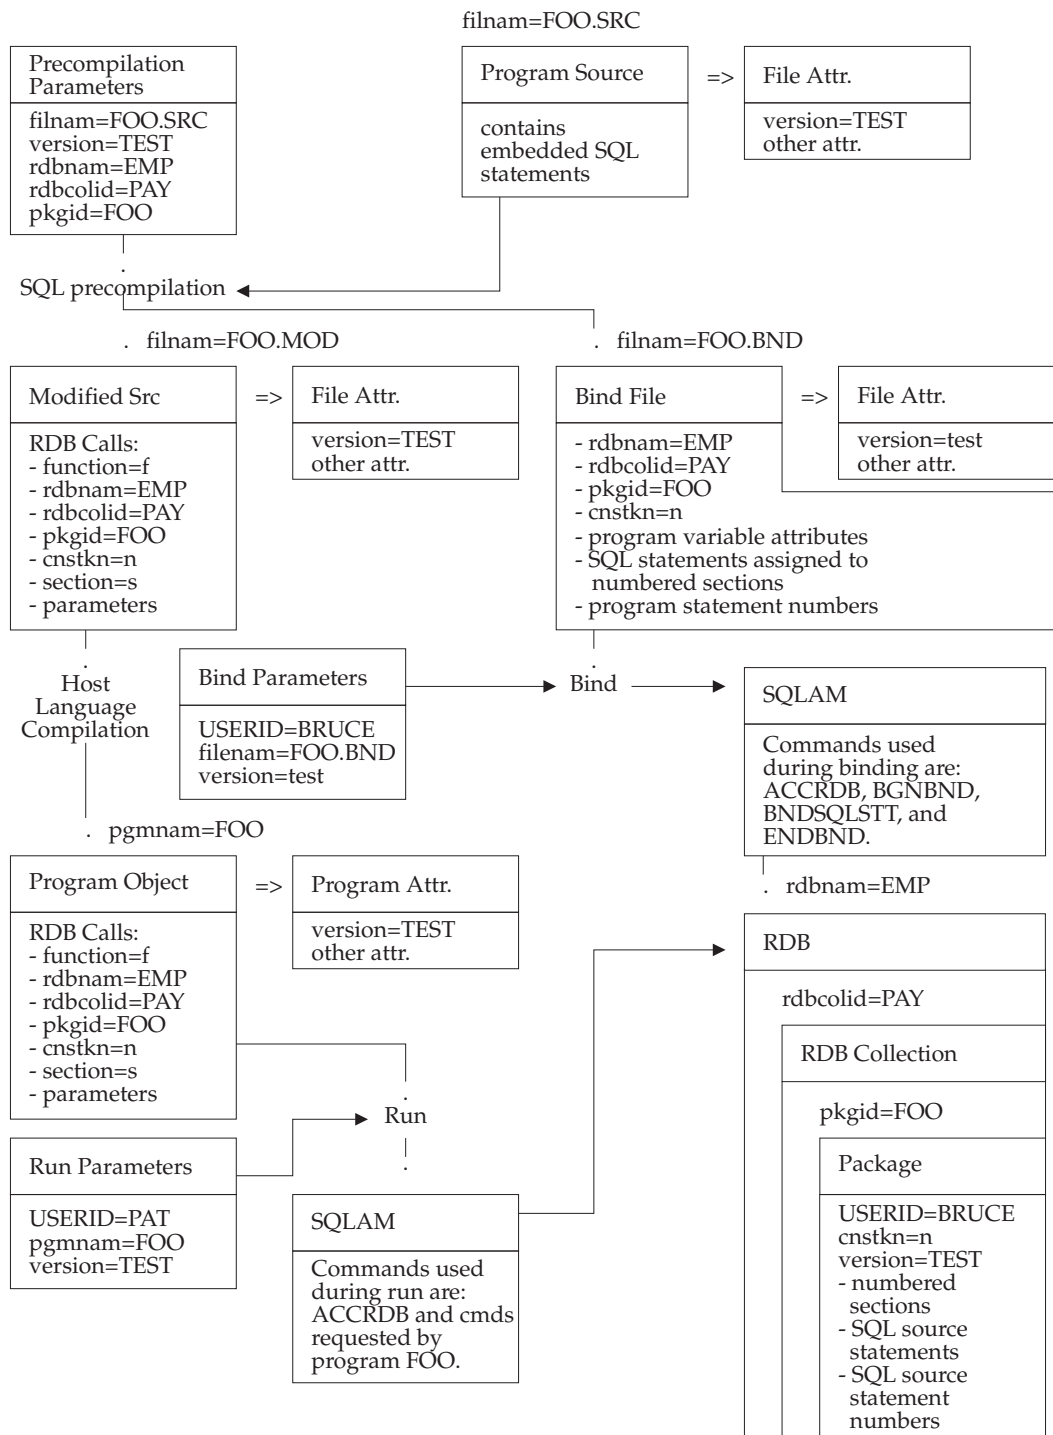 filnam=FOO.SRC
Precompilation
Parameters
filnam=FOO.SRC
version=TEST
rdbnam=EMP
rdbcolid=PAY
pkgid=FOO
Program Source
contains
embedded SQL
statements
=>
File Attr.
version=TEST
other attr.
.
SQL precompilation
. filnam=FOO.MOD
. filnam=FOO.BND
Modified Src
RDB Calls:
- function=f
- rdbnam=EMP
- rdbcolid=PAY
- pkgid=FOO
- cnstkn=n
- section=s
- parameters
=>
File Attr.
version=TEST
other attr.
Bind File
- rdbnam=EMP
- rdbcolid=PAY
- pkgid=FOO
- cnstkn=n
- program variable attributes
- SQL statements assigned to
numbered sections
- program statement numbers
=>
File Attr.
version=test
other attr.
.
Host
Language
Compilation
Bind Parameters
USERID=BRUCE
filenam=FOO.BND
version=test
.
Bind
SQLAM
Commands used
during binding are:
ACCRDB, BGNBND,
BNDSQLSTT, and
ENDBND.
. pgmnam=FOO
. rdbnam=EMP
Program Object
RDB Calls:
- function=f
- rdbnam=EMP
- rdbcolid=PAY
- pkgid=FOO
- cnstkn=n
- section=s
- parameters
=>
Program Attr.
version=TEST
other attr.
.
Run
.
Run Parameters
USERID=PAT
pgmnam=FOO
version=TEST
SQLAM
Commands used
during run are:
ACCRDB and cmds
requested by
program FOO.
RDB
rdbcolid=PAY
RDB Collection
pkgid=FOO
Package
USERID=BRUCE
cnstkn=n
version=TEST
- numbered
sections
- SQL source
statements
- SQL source
statement
numbers